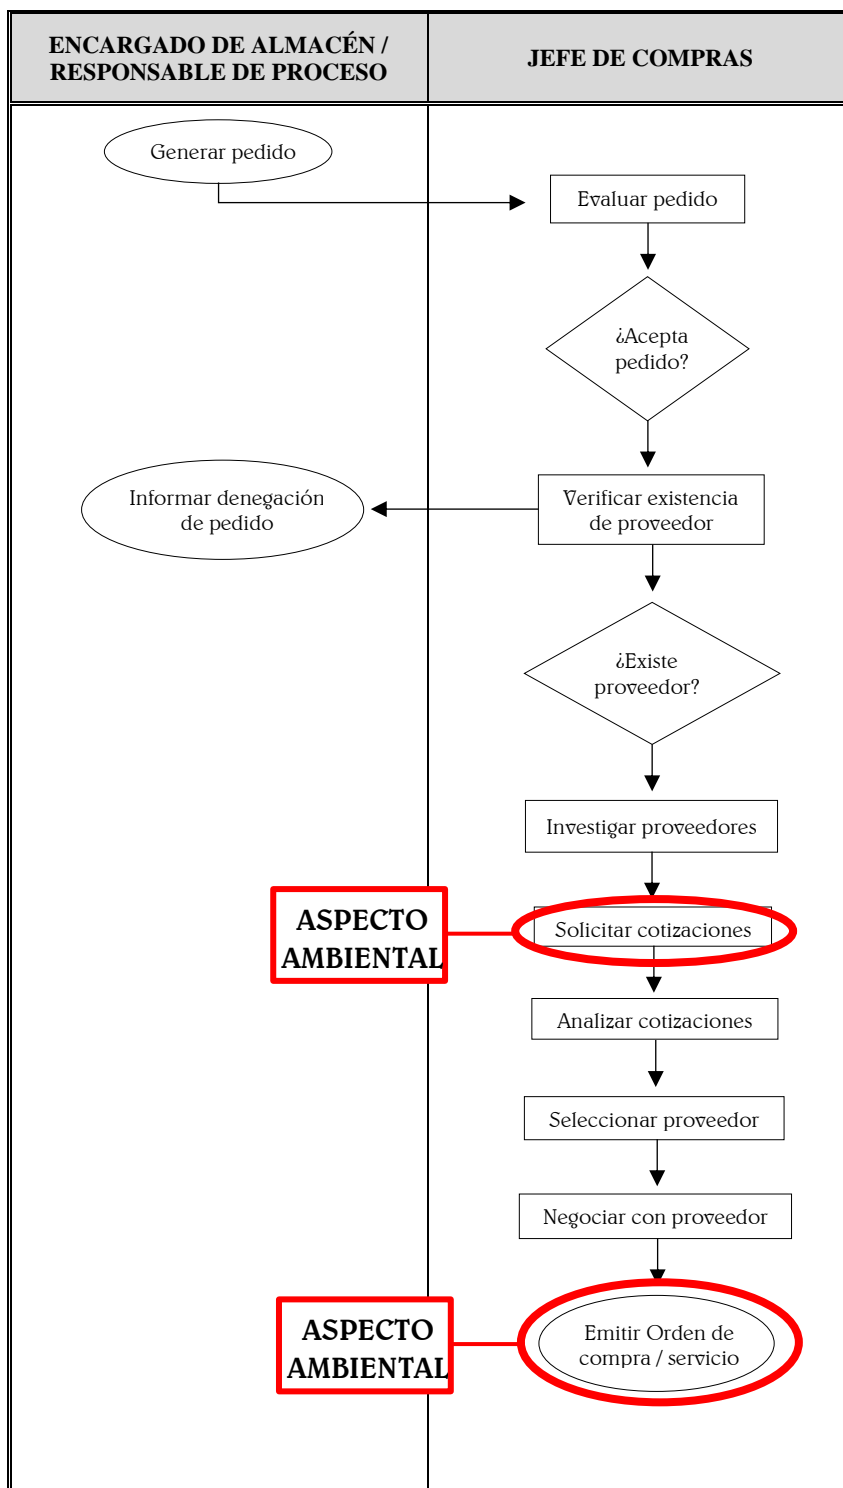 ENCARGADO DE ALMACÉN /
RESPONSABLE DE PROCESO
JEFE DE COMPRAS
Generar pedido
Evaluar pedido
¿Acepta
pedido?
Informar denegación
de pedido
Verificar existencia
de proveedor
¿Existe
proveedor?
Investigar proveedores
ASPECTO
AMBIENTAL
Solicitar cotizaciones
Analizar cotizaciones
Seleccionar proveedor
Negociar con proveedor
ASPECTO
AMBIENTAL
Emitir Orden de
compra / servicio